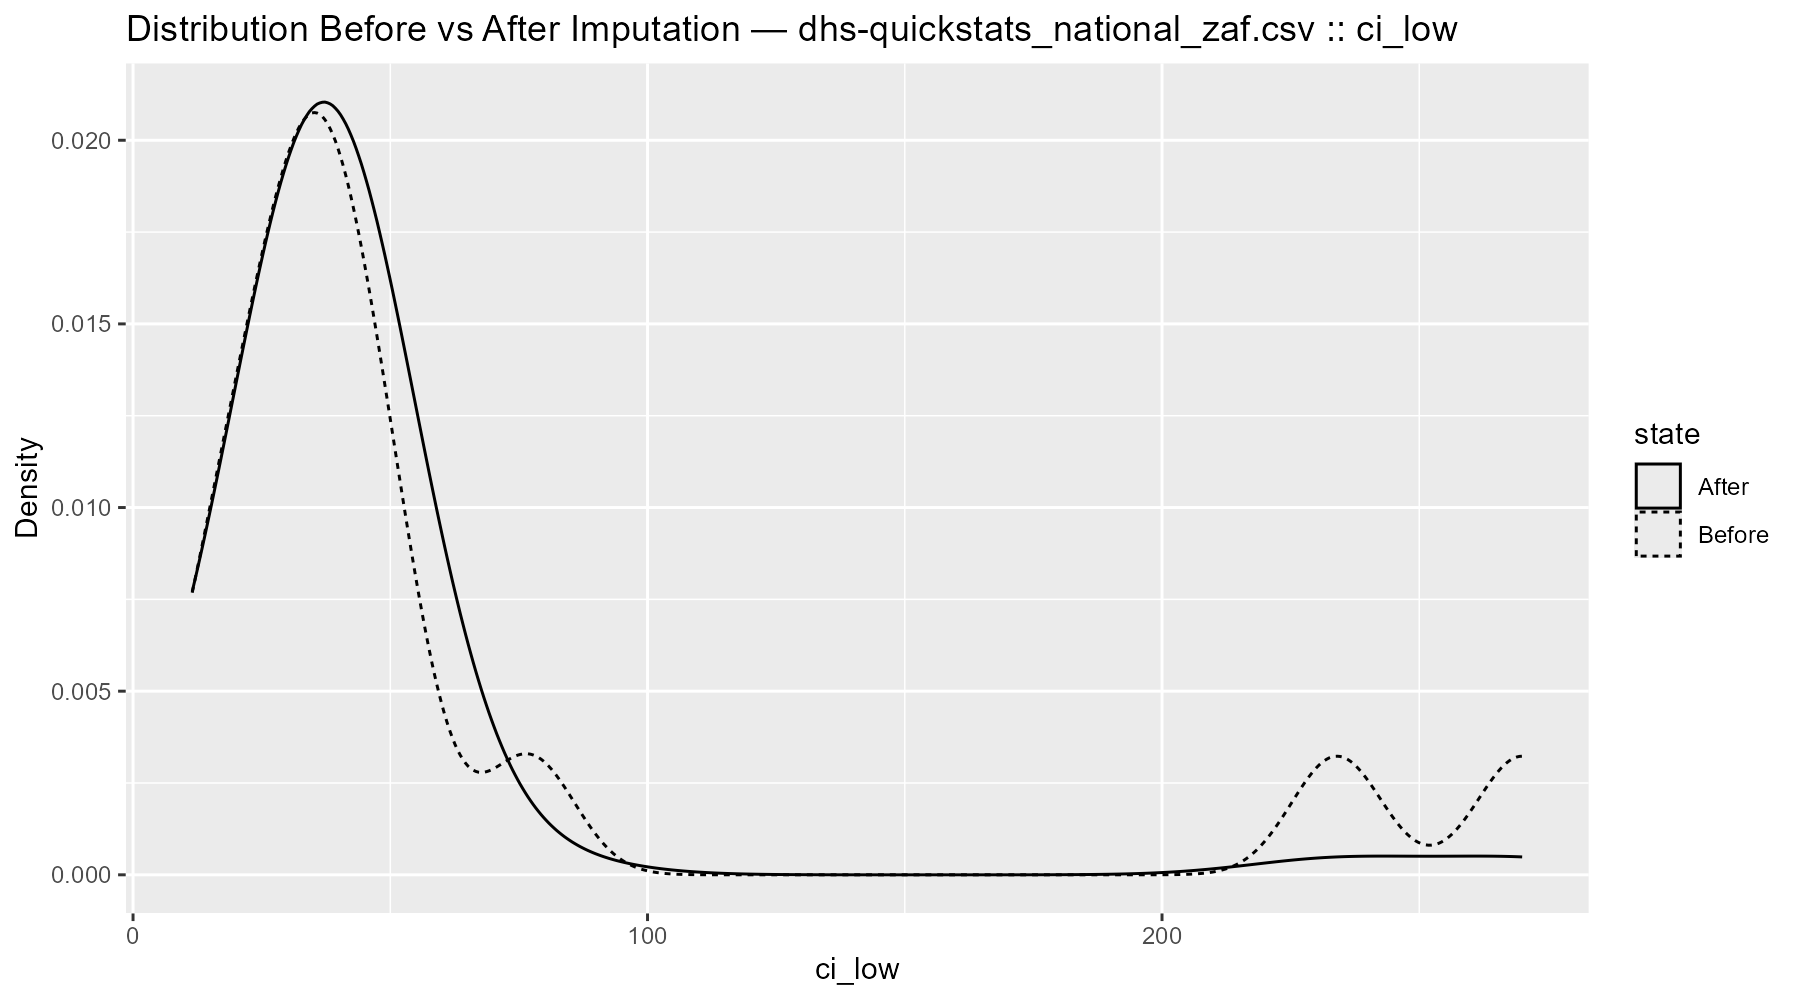 Distribution Before vs After Imputation — dhs-quickstats_national_zaf.csv :: ci_low
Density
0.020
0.015
0.010
0.005
0.000
0
100
200
ci_low
state
After
Before